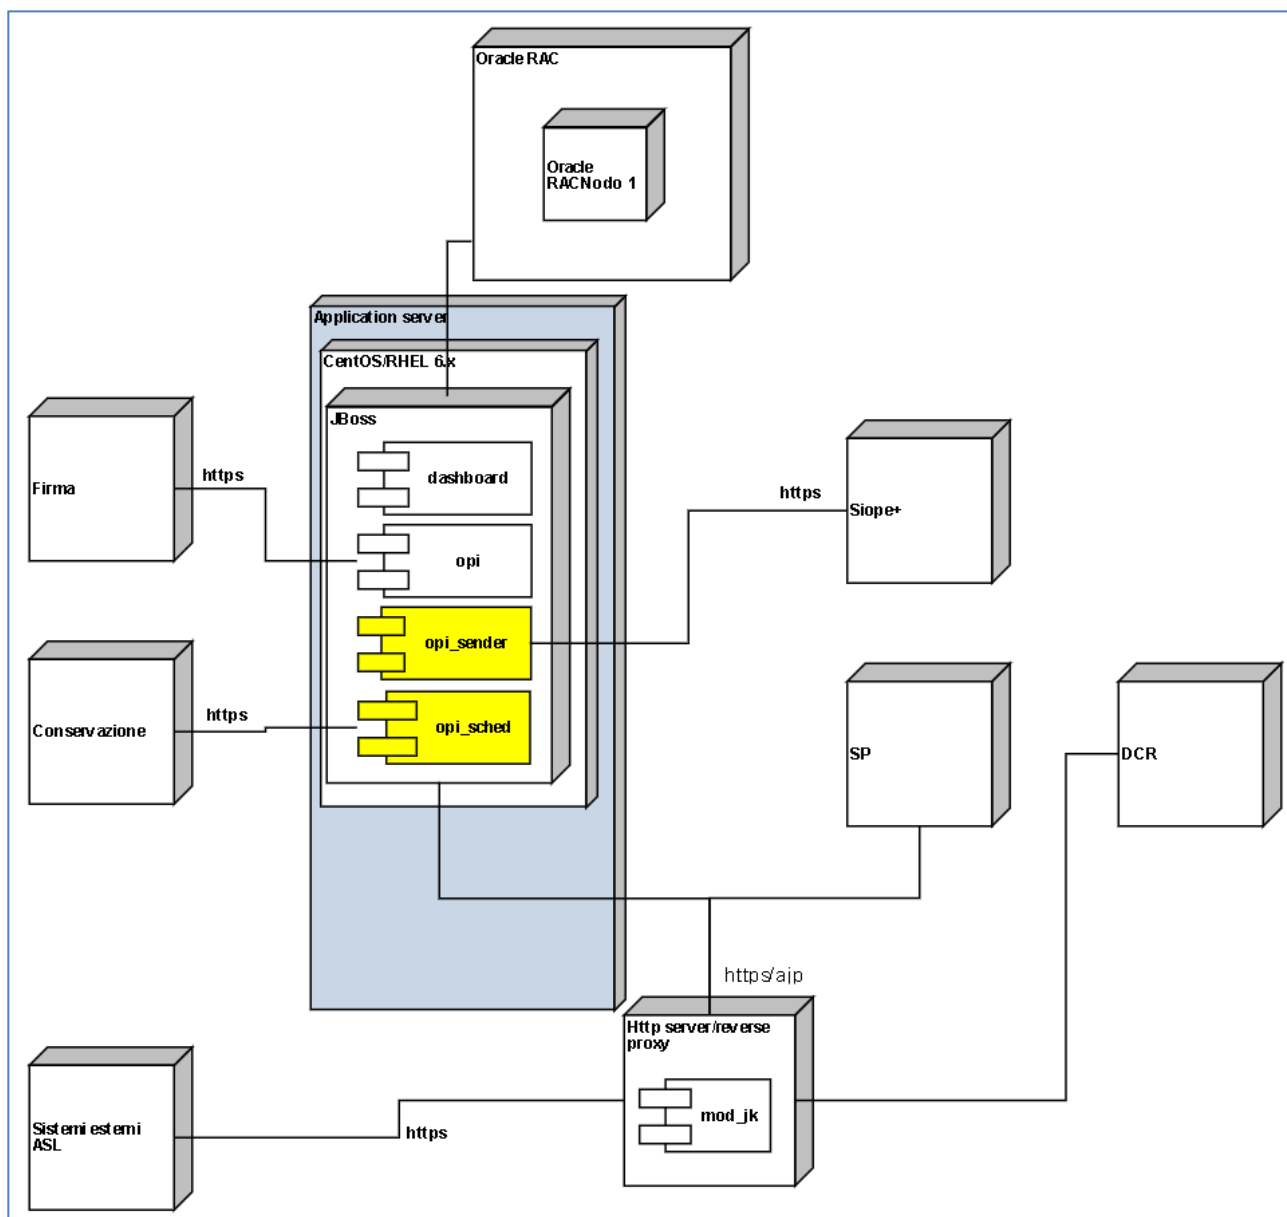 Oracle RAC
Oracle
RACNodo 1
Application server
CentOS/RHEL 6.x
JBoss
dashboard
Firma
https
https
Siope+
opi
opi_sender
Conservazione
https
opi_sched
SP
DCR
https/ajp
Http server/reverse
proxy
mod_jk
Sistemi esterni
ASL
https